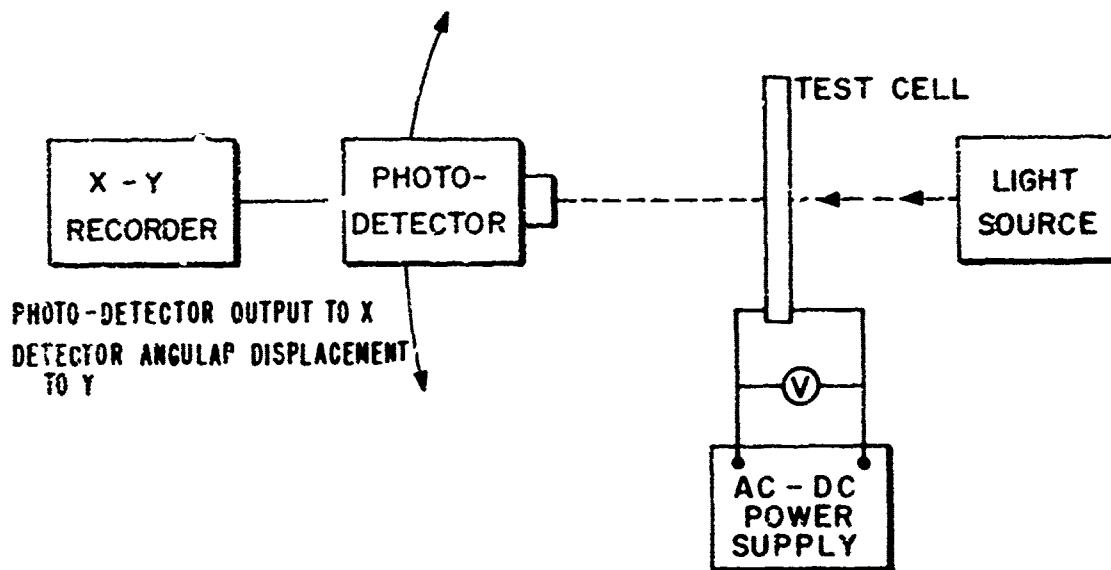 TEST CELL
X - Y
RECORDER
PHOTO-
DETECTOR
LIGHT
SOURCE
PHOTO-DETECTOR OUTPUT TO X
DETECTOR ANGULAP DISPLACEMENT
TO Y
V
AC - DC
POWER
SUPPLY